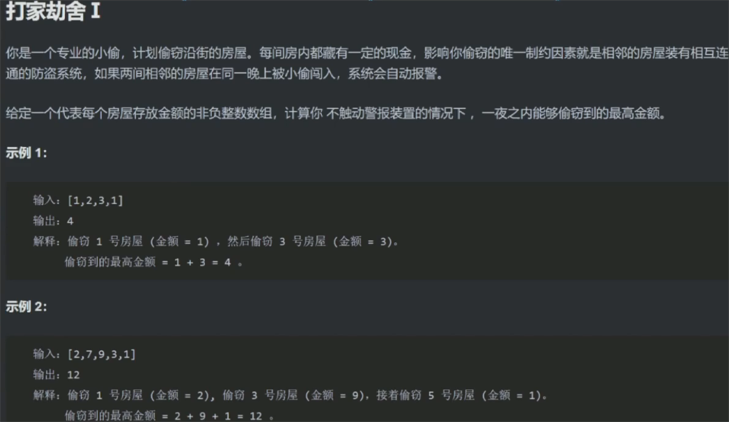 打家劫舍 I
你是一个专业的小偷，计划偷窃沿街的房屋。每间房内都藏有一定的现金，影响你偷窃的唯一制约因素就是相邻的房屋装有相互连
通的防盗系统，如果两间相邻的房屋在同一晚上被小偷闯入，系统会自动报警。
给定一个代表每个房屋存放金额的非负整数数组，计算你 不触动警报装置的情况下 ，一夜之内能够偷窃到的最高金额。
示例 1：
输入：[1,2,3,1]
输出：4
解释：偷窃 1 号房屋 (金额 = 1) ，然后偷窃 3 号房屋 (金额 = 3)。
偷窃到的最高金额 = 1 + 3 = 4 。
示例 2：
输入：[2,7,9,3,1]
输出：12
解释：偷窃 1 号房屋 (金额 = 2), 偷窃 3 号房屋 (金额 = 9)，接着偷窃 5 号房屋 (金额 = 1)。
偷窃到的最高金额 = 2 + 9 + 1 = 12 。